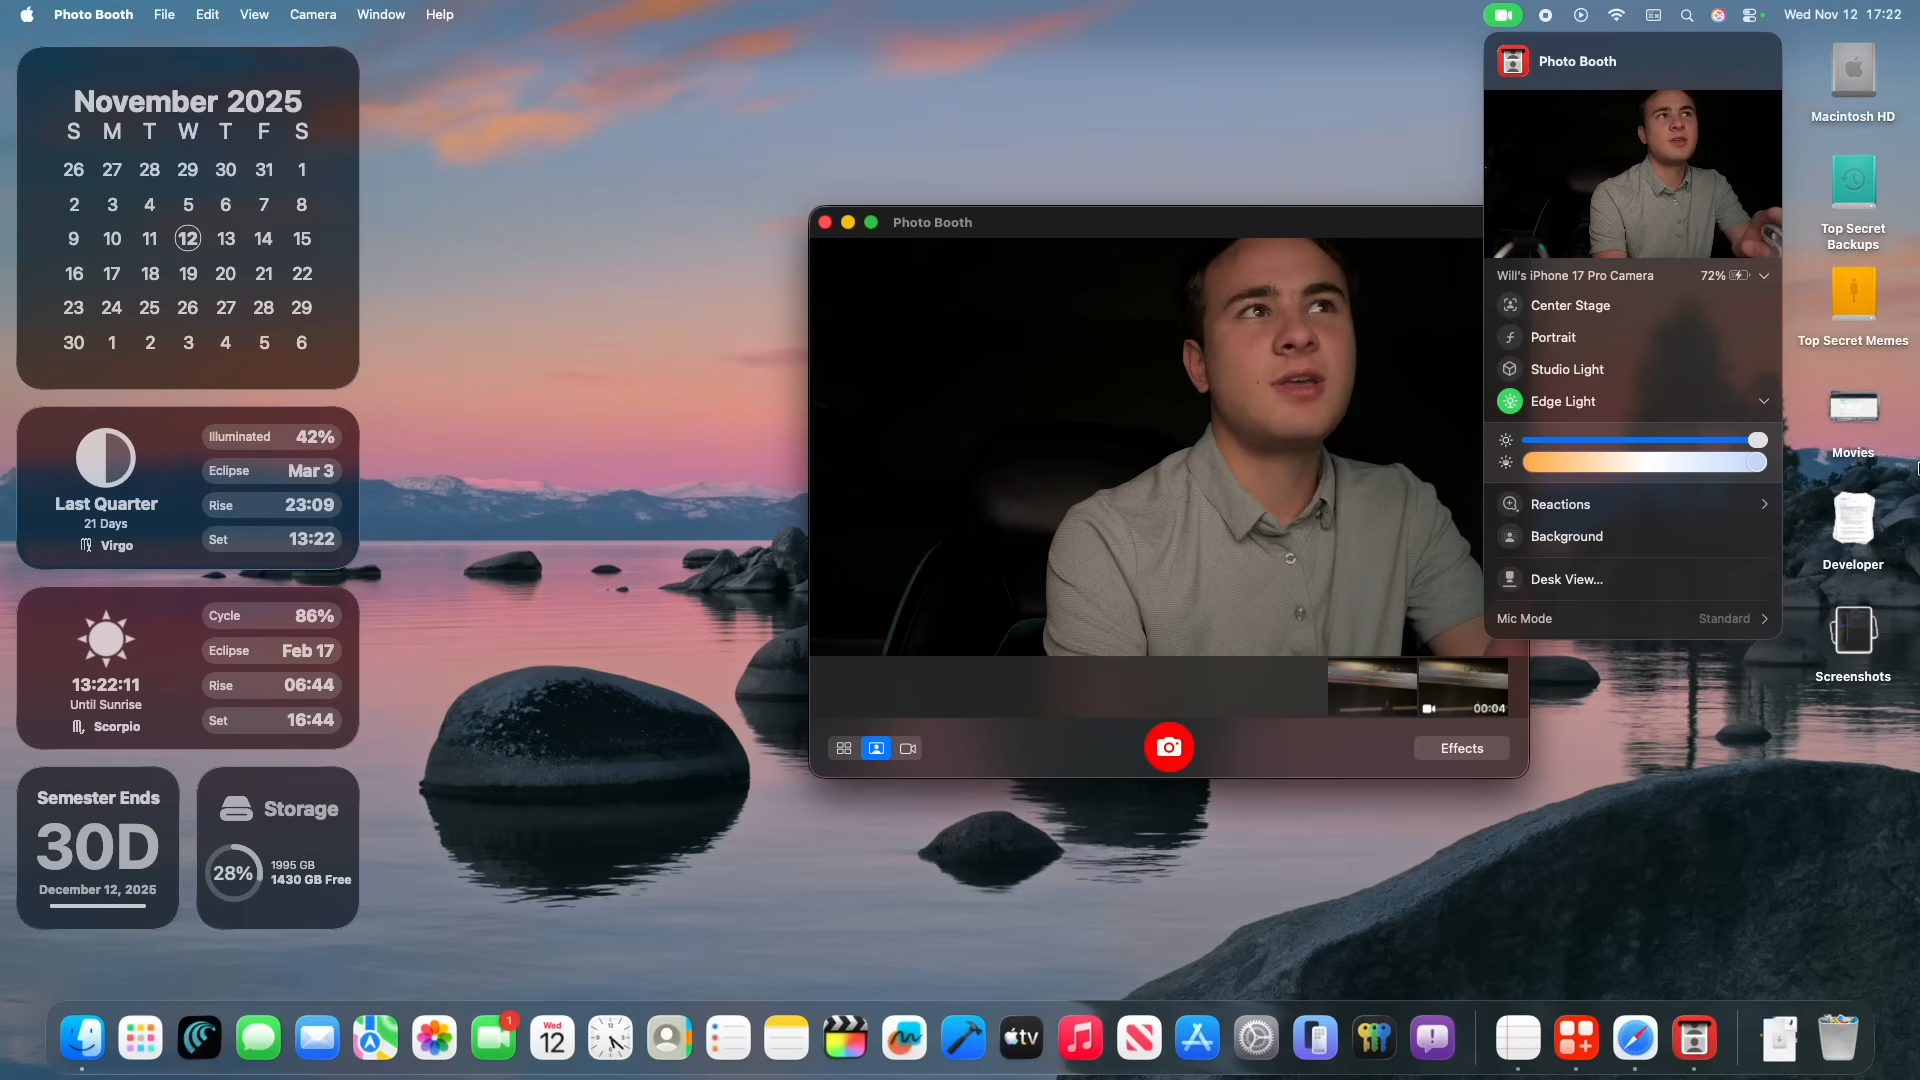 Photo Booth File Edit View Camera Window Help
Wed Nov 12 17:22
November 2025
S M T W T F S
26 27 28 29 30 31 1
2 3 4 5 6 7 8
9 10 11 12 13 14 15
16 17 18 19 20 21 22
23 24 25 26 27 28 29
30 1 2 3 4 5 6
Last Quarter
21 Days
Virgo
Illuminated 42%
Eclipse Mar 3
Rise 23:09
Set 13:22
13:22:11
Until Sunrise
Scorpio
Cycle 86%
Eclipse Feb 17
Rise 06:44
Set 16:44
Semester Ends
30D
December 12, 2025
Storage
28%
1995 GB
1430 GB Free
Photo Booth
00:04
Effects
Photo Booth
Will's iPhone 17 Pro Camera 72%
Center Stage
Portrait
Studio Light
Edge Light
Reactions
Background
Desk View...
Mic Mode Standard
Macintosh HD
Top Secret
Backups
Top Secret Memes
Movies
Developer
Screenshots
1
Wed
12
tv